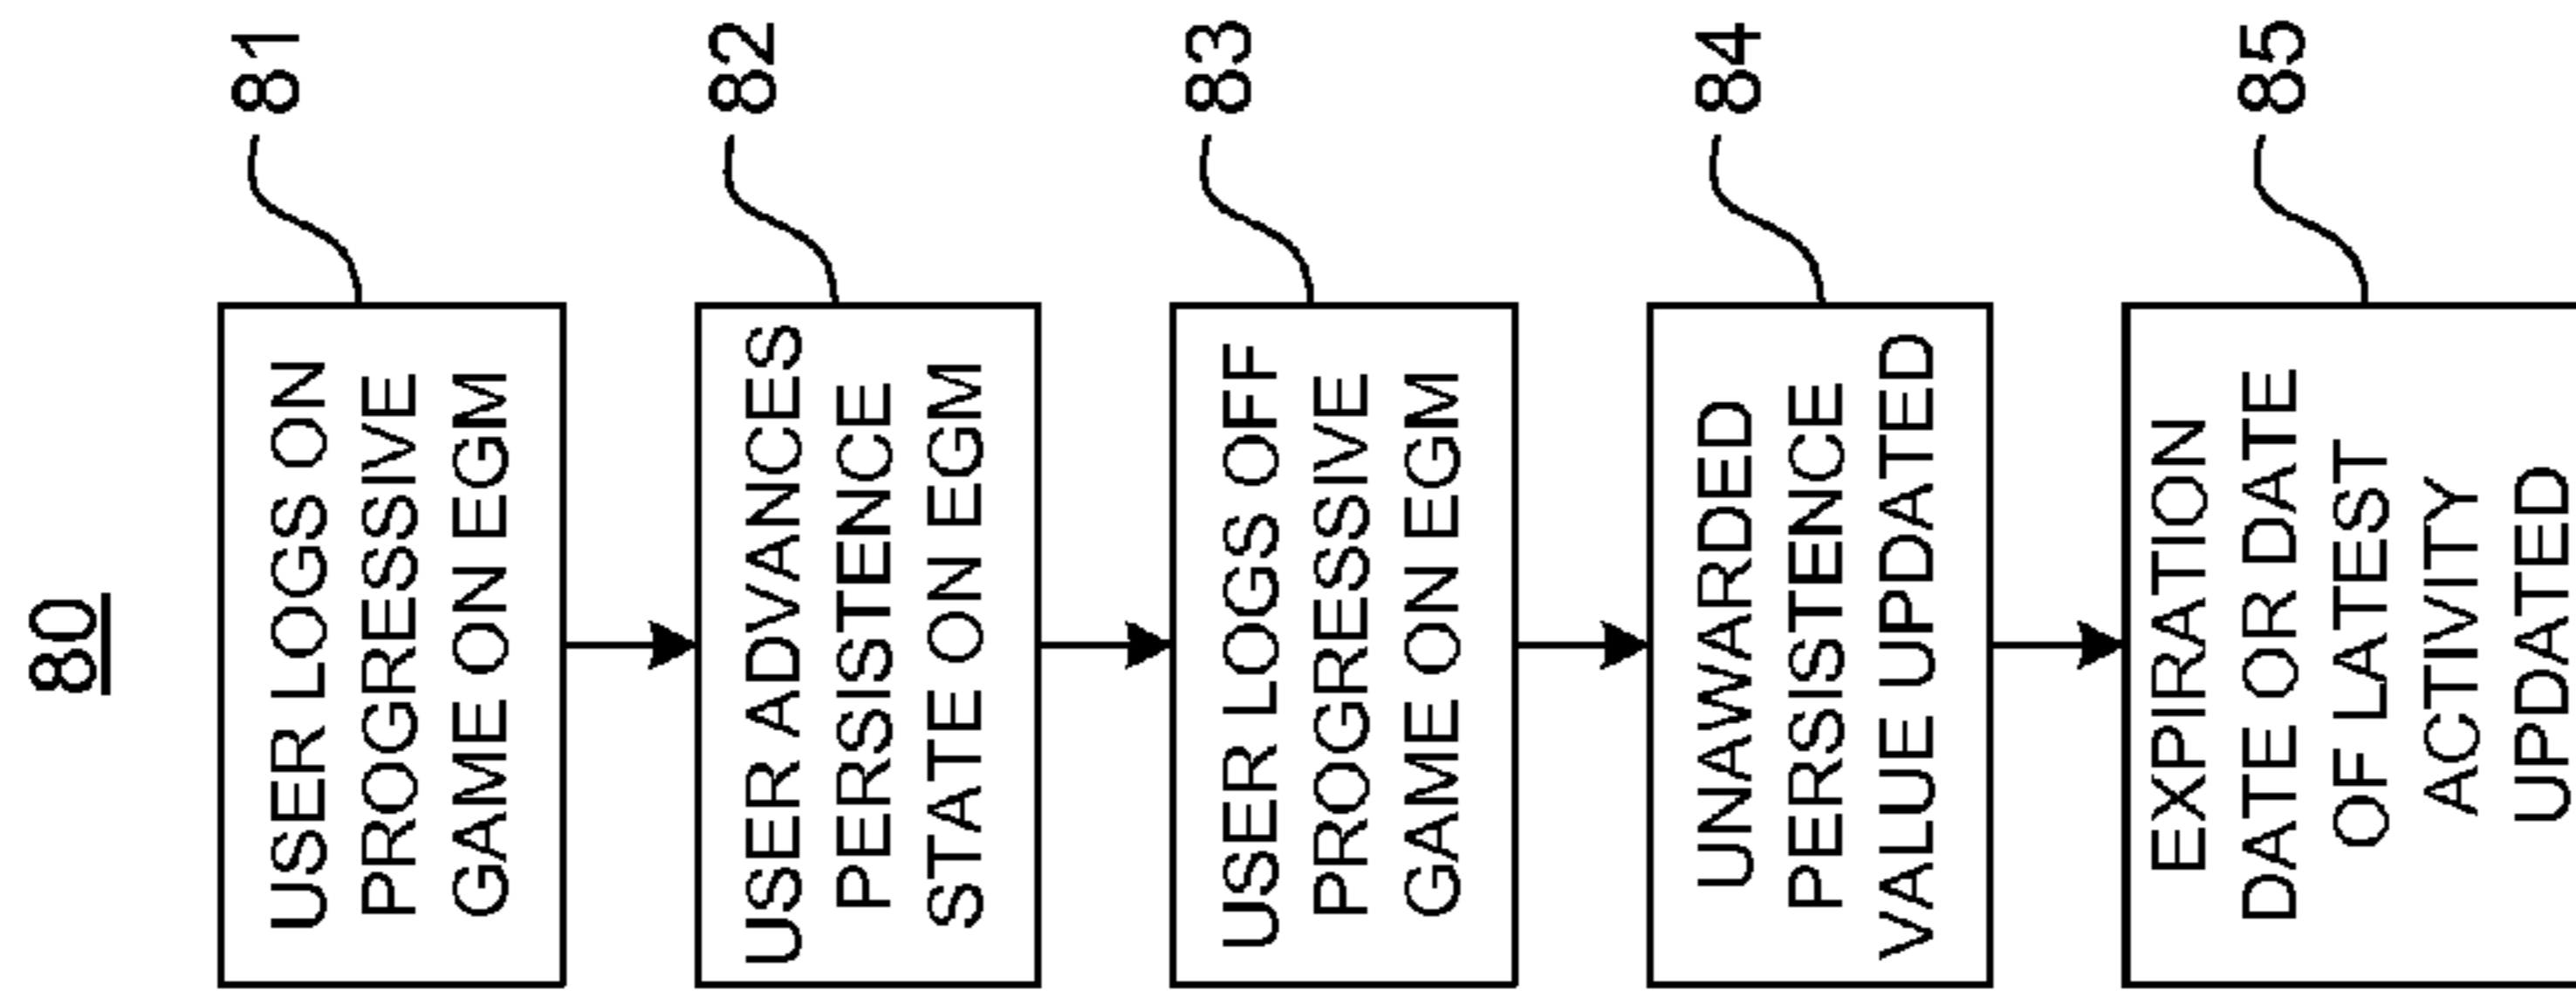 80
81
USER LOGS ON
PROGRESSIVE
GAME ON EGM
82
USER ADVANCES
PERSISTENCE
STATE ON EGM
83
USER LOGS OFF
PROGRESSIVE
GAME ON EGM
84
UNAWARDED
PERSISTENCE
VALUE UPDATED
85
EXPIRATION
DATE OR DATE
OF LATEST
ACTIVITY
UPDATED